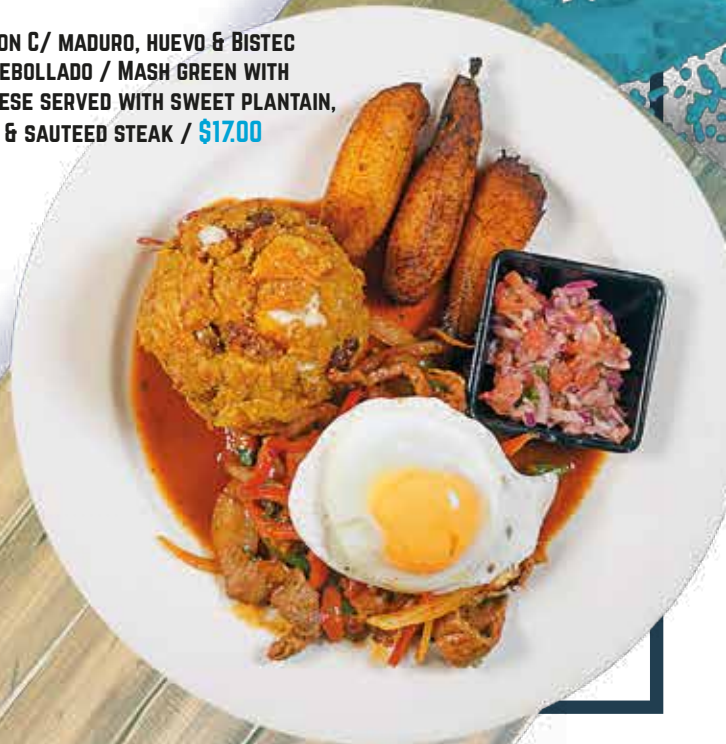 ON C/ MADURO, HUEVO & BISTEC
EBOLLADO / MASH GREEN WITH
ESE SERVED WITH SWEET PLANTAIN,
& SAUTEED STEAK / $17.00